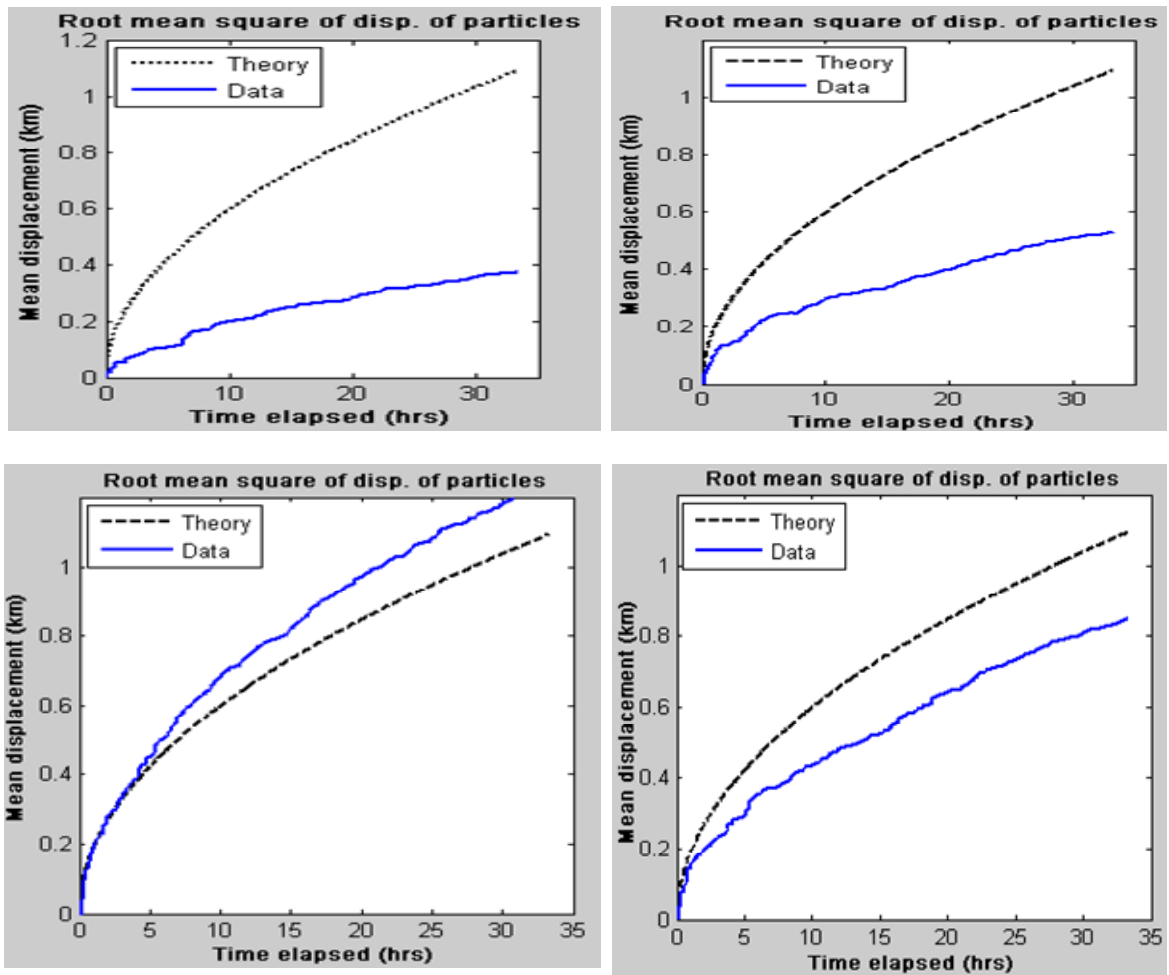 Root mean square of disp. of particles
1.2
1
0.8
0.6
0.4
0.2
0
Mean displacement (km)
Theory
Data
0 10 20 30
Time elapsed (hrs)
Root mean square of disp. of particles
1
0.8
0.6
0.4
0.2
0
Mean displacement (km)
Theory
Data
0 10 20 30
Time elapsed (hrs)
Root mean square of disp. of particles
1
0.8
0.6
0.4
0.2
0
Mean displacement (km)
Theory
Data
0 5 10 15 20 25 30 35
Time elapsed (hrs)
Root mean square of disp. of particles
1
0.8
0.6
0.4
0.2
0
Mean displacement (km)
Theory
Data
0 5 10 15 20 25 30 35
Time elapsed (hrs)